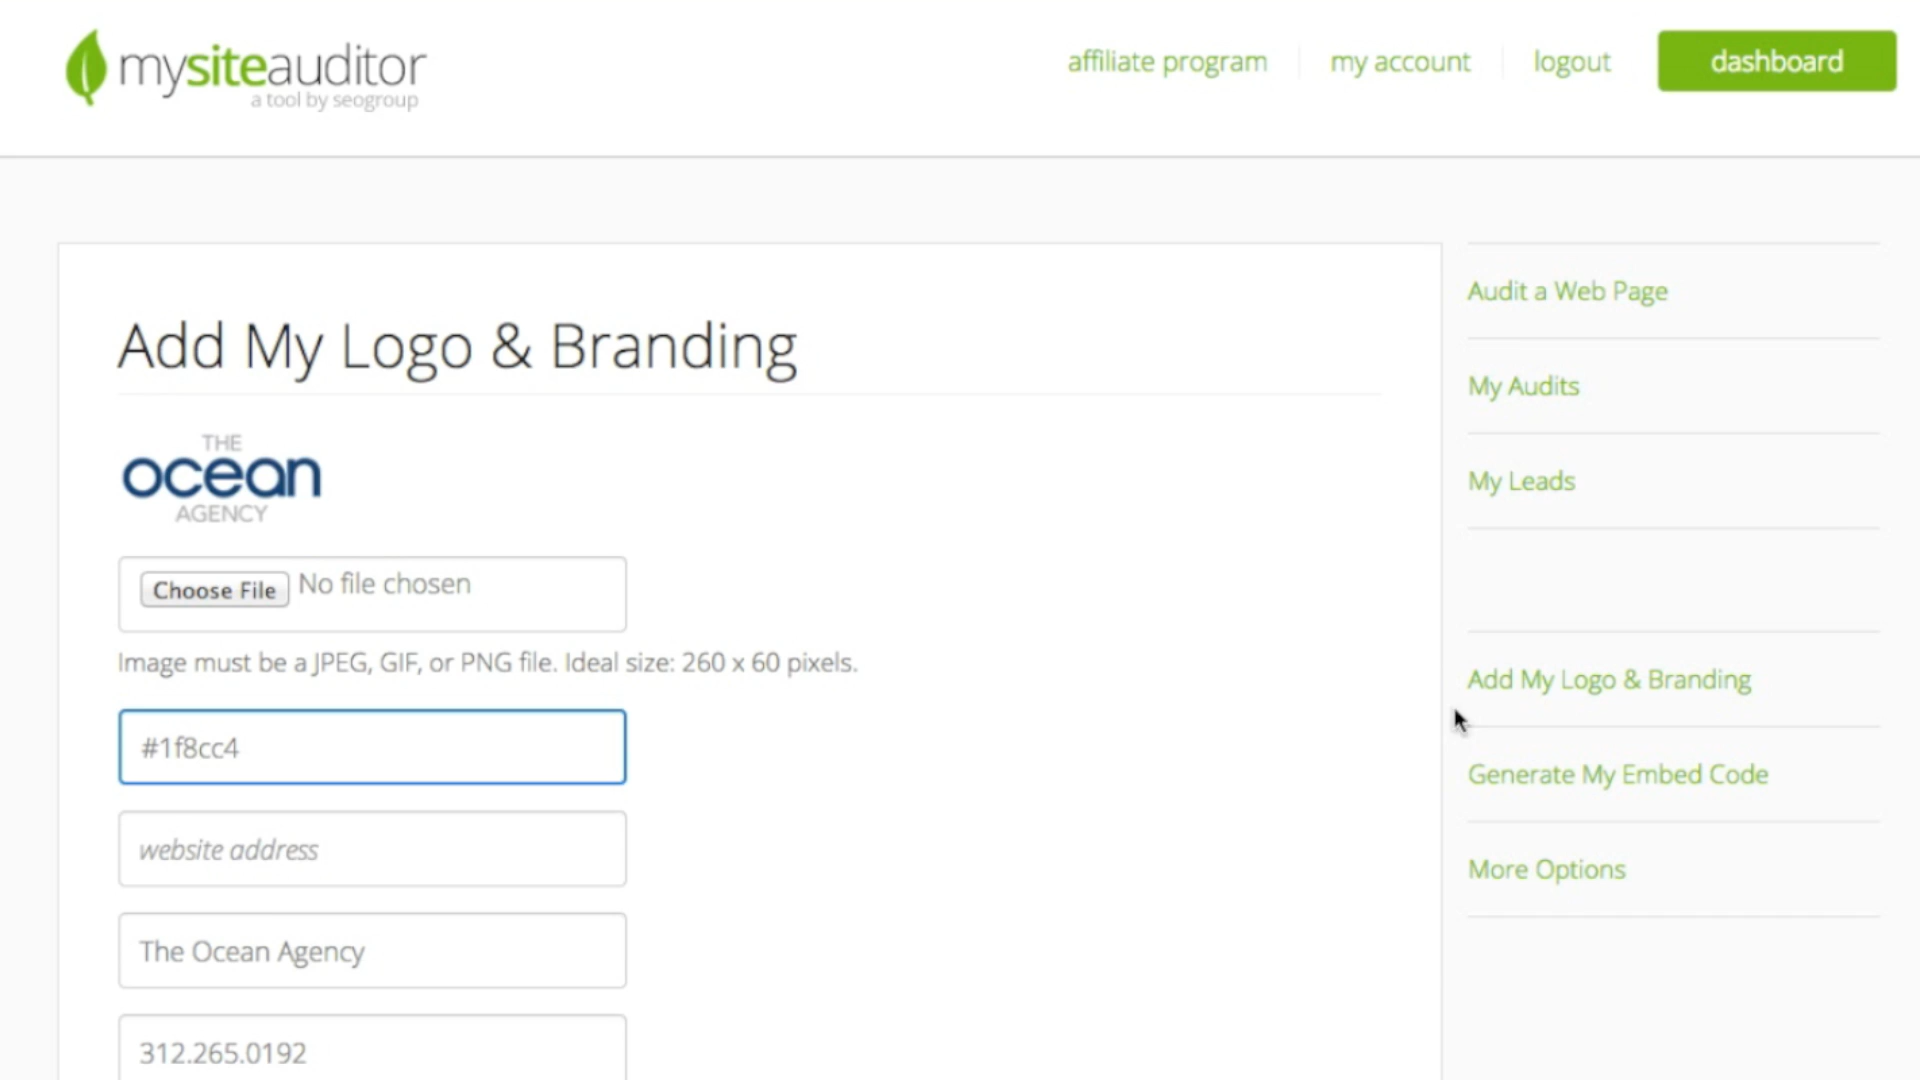 mysiteauditor
a tool by seogroup
affiliate program
my account
logout
dashboard
Add My Logo & Branding
THE
ocean
AGENCY
Choose File No file chosen
Image must be a JPEG, GIF, or PNG file. Ideal size: 260 x 60 pixels.
#1f8cc4
website address
The Ocean Agency
312.265.0192
Audit a Web Page
My Audits
My Leads
Add My Logo & Branding
Generate My Embed Code
More Options